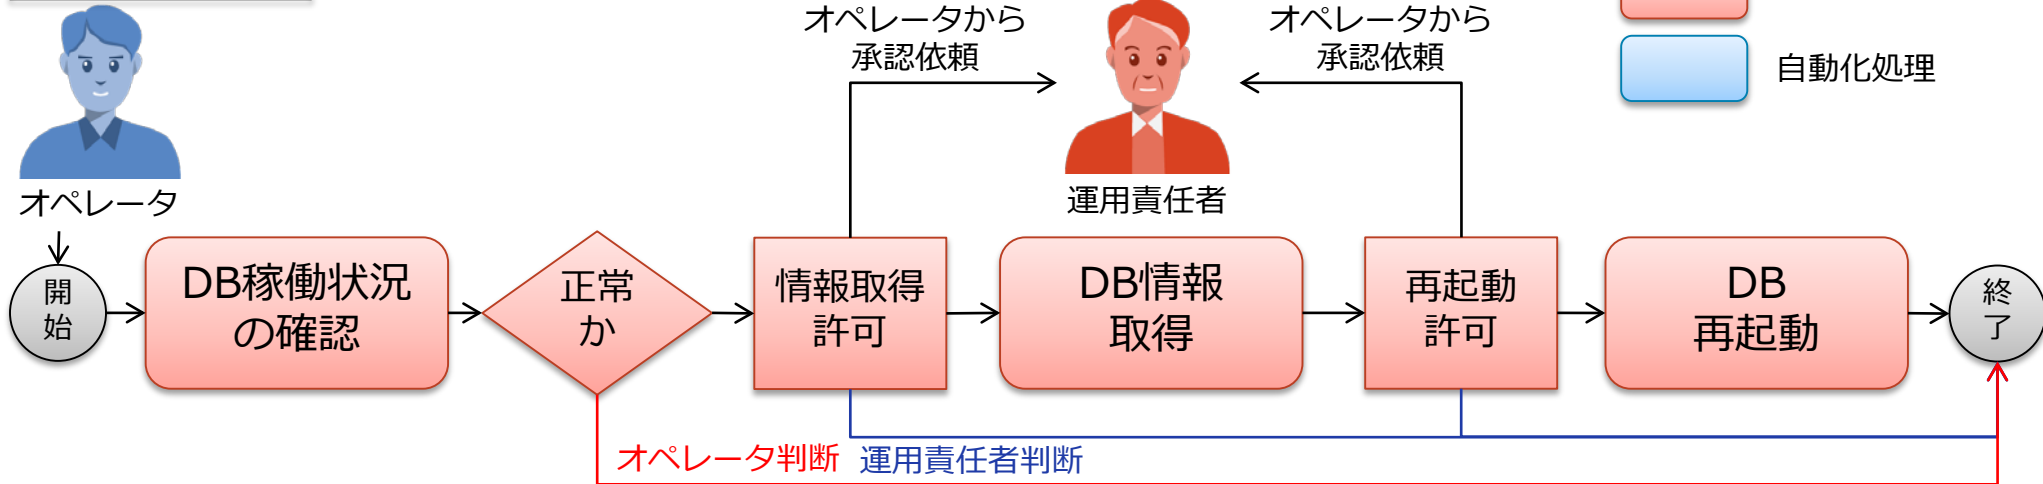 オペレータから
承認依頼
オペレータから
承認依頼
自動化処理
オペレータ
運用責任者
開
始
DB稼働状況
の確認
正常
か
情報取得
許可
DB情報
取得
再起動
許可
DB
再起動
終
了
オペレータ判断
運用責任者判断